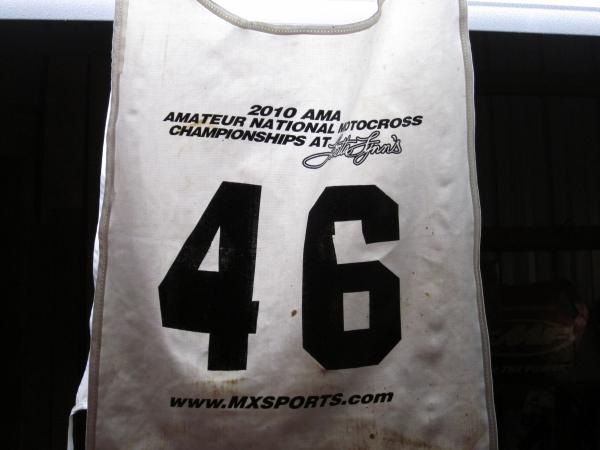 2010 AMA
AMATEUR NATIONAL MOTOCROSS
CHAMPIONSHIPS AT Loretta Lynn's
46
www.MXSPORTS.com